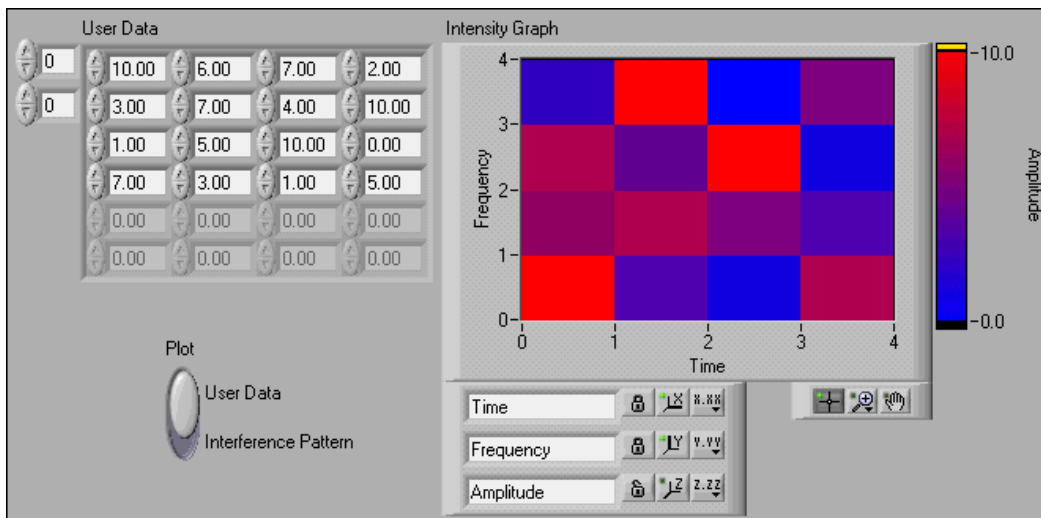 User Data
0 10.00 6.00 7.00 2.00
0 3.00 7.00 4.00 10.00
1.00 5.00 10.00 0.00
7.00 3.00 1.00 5.00
0.00 0.00 0.00 0.00
0.00 0.00 0.00 0.00
Plot
User Data
Interference Pattern
Intensity Graph
Frequency
4
3
2
1
0
0 1 2 3 4
Time
10.0
0.0
Amplitude
Time X X.XX
Frequency Y Y.YY
Amplitude Z Z.ZZ